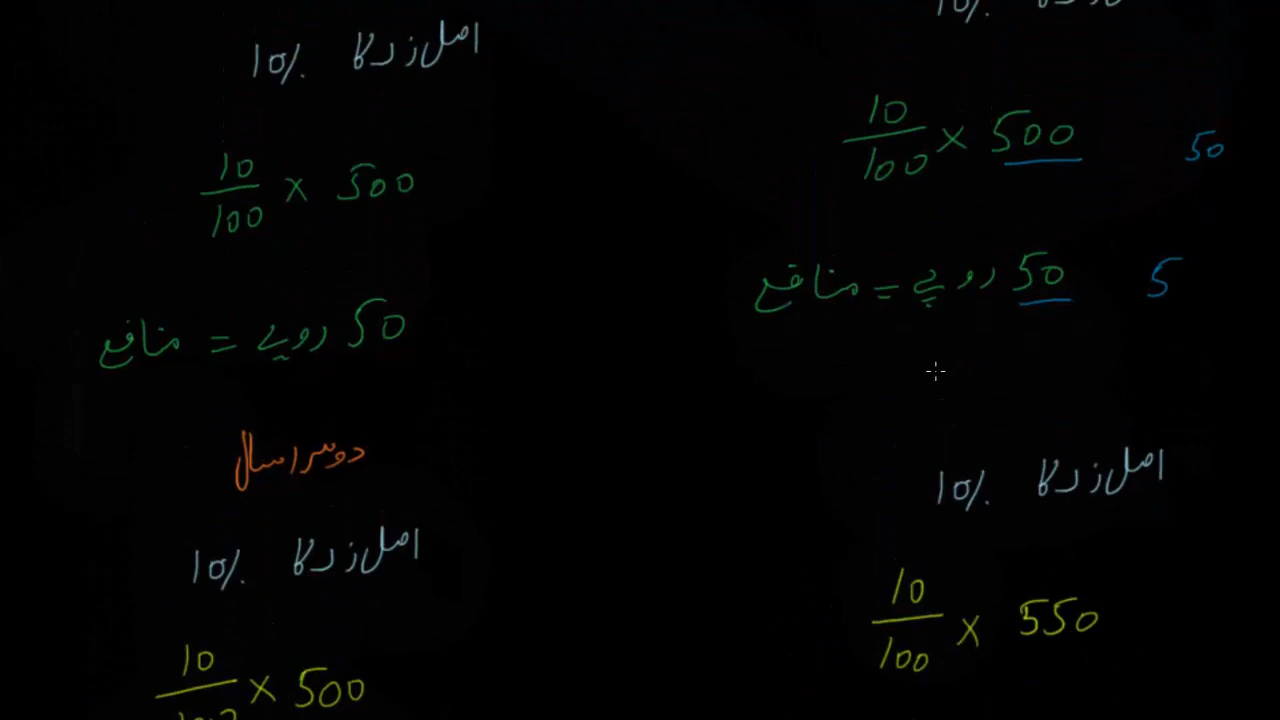 اصل زر کا 10%
10/100 × 500
50 روپے = منافع
دوسرا سال
اصل زر کا 10%
10/100 × 500
10/100 × 500
50
50 روپے = منافع
5
اصل زر کا 10%
10/100 × 550